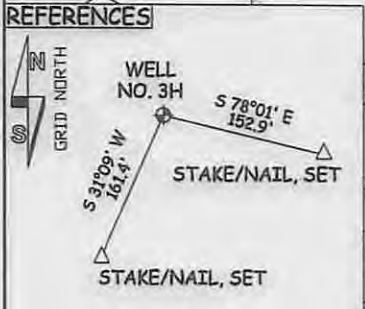 REFERENCES
N
S
GRID NORTH
WELL
NO. 3H
S 78°01' E
152.9'
STAKE/NAIL, SET
S 31°09' W
161.4'
STAKE/NAIL, SET